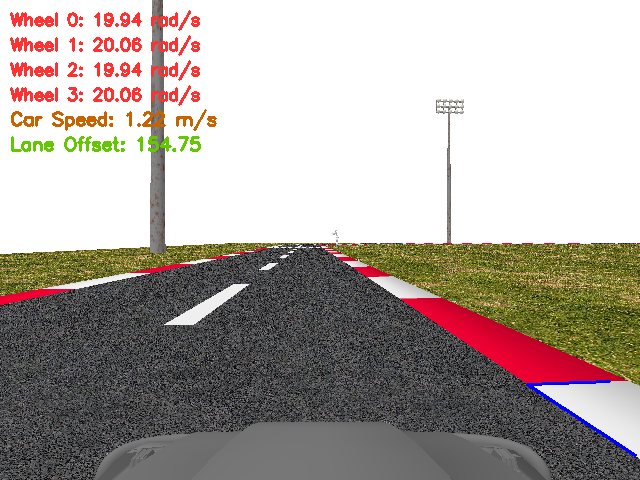 Wheel 0: 19.94 rad/s
Wheel 1: 20.06 rad/s
Wheel 2: 19.94 rad/s
Wheel 3: 20.06 rad/s
Car Speed: 1.22 m/s
Lane Offset: 154.75